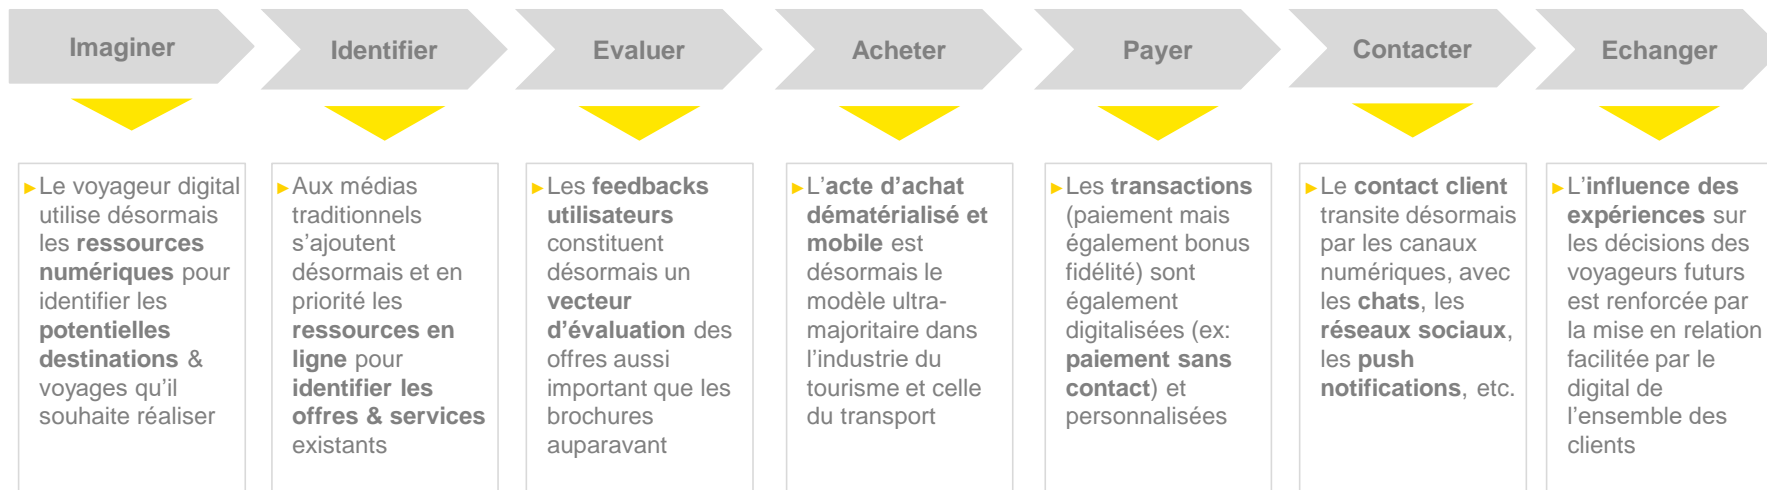 Imaginer
Identifier
Evaluer
Acheter
Payer
Contacter
Echanger
►Le voyageur digital
utilise désormais
les ressources
numériques pour
identifier les
potentielles
destinations &
voyages qu'il
souhaite réaliser
►Aux médias
traditionnels
s'ajoutent
désormais et en
priorité les
ressources en
ligne pour
identifier les
offres & services
existants
►Les feedbacks
utilisateurs
constituent
désormais un
vecteur
d'évaluation des
offres aussi
important que les
brochures
auparavant
►L'acte d'achat
dématérialisé et
mobile est
désormais le
modèle ultra-
majoritaire dans
l'industrie du
tourisme et celle
du transport
►Les transactions
(paiement mais
également bonus
fidélité) sont
également
digitalisées (ex:
paiement sans
contact) et
personnalisées
►Le contact client
transite désormais
par les canaux
numériques, avec
les chats, les
réseaux sociaux,
les push
notifications, etc.
►L'influence des
expériences sur
les décisions des
voyageurs futurs
est renforcée par
la mise en relation
facilitée par le
digital de
l'ensemble des
clients